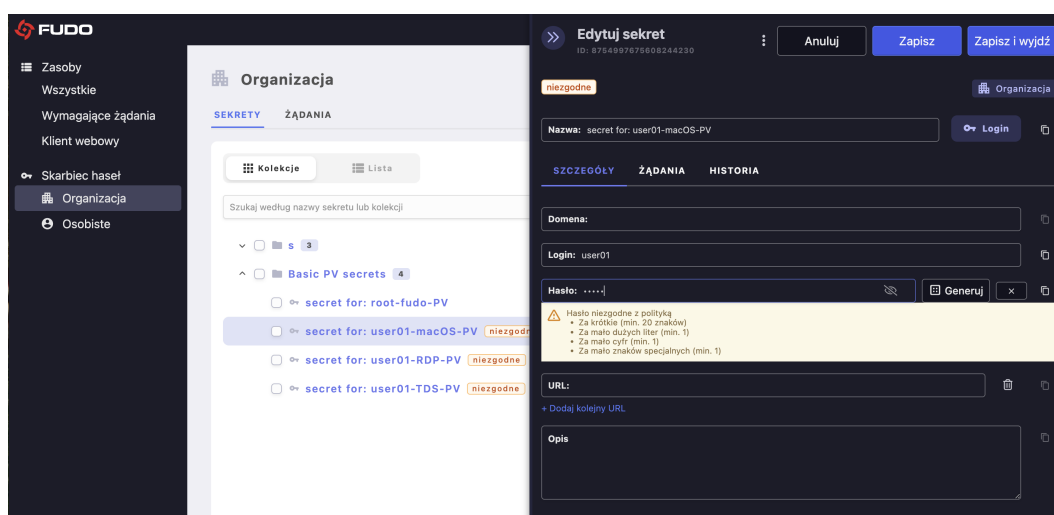 FUDO
Zasoby
Wszystkie
Wymagające żądania
Klient webowy
Skarbiec haseł
Organizacja
Osobiste
Organizacja
SEKRETY ŻĄDANIA
Kolekcje Lista
Szukaj według nazwy sekretu lub kolekcji
s 3
Basic PV secrets 4
secret for: root-fudo-PV
secret for: user01-macOS-PV niezgodn
secret for: user01-RDP-PV niezgodne
secret for: user01-TDS-PV niezgodne
Edytuj sekret
ID: 8754997675608244230
Anuluj Zapisz Zapisz i wyjdź
niezgodne Organizacja
Nazwa: secret for: user01-macOS-PV Login
SZCZEGÓŁY ŻĄDANIA HISTORIA
Domena:
Login: user01
Hasło: ····· Generuj ×
Hasło niezgodne z polityką
• Za krótkie (min. 20 znaków)
• Za mało dużych liter (min. 1)
• Za mało cyfr (min. 1)
• Za mało znaków specjalnych (min. 1)
URL:
+ Dodaj kolejny URL
Opis